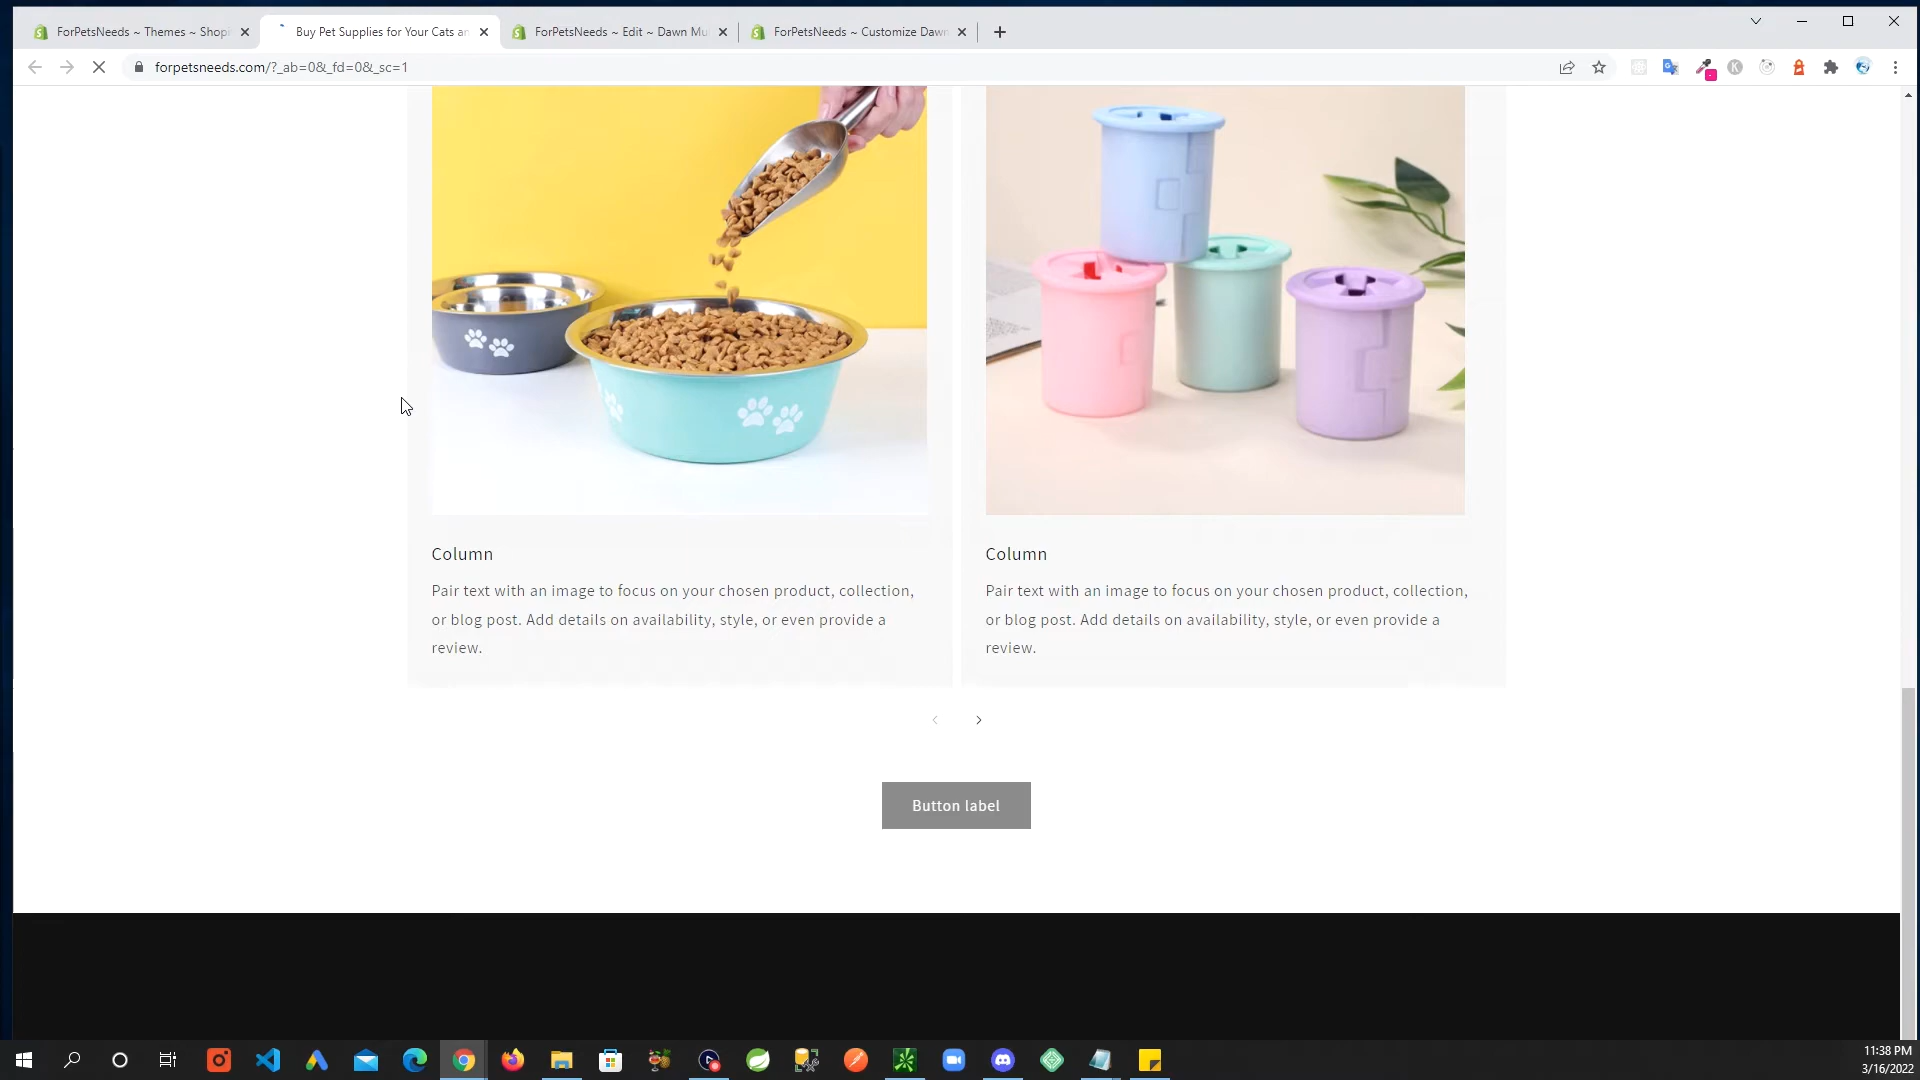 ForPetsNeeds ~ Themes ~ Shopi
Buy Pet Supplies for Your Cats an
ForPetsNeeds ~ Edit ~ Dawn Mu
ForPetsNeeds ~ Customize Dawn
forpetsneeds.com/?_ab=0&_fd=0&_sc=1
Column
Pair text with an image to focus on your chosen product, collection,
or blog post. Add details on availability, style, or even provide a
review.
Column
Pair text with an image to focus on your chosen product, collection,
or blog post. Add details on availability, style, or even provide a
review.
Button label
11:38 PM
3/16/2022